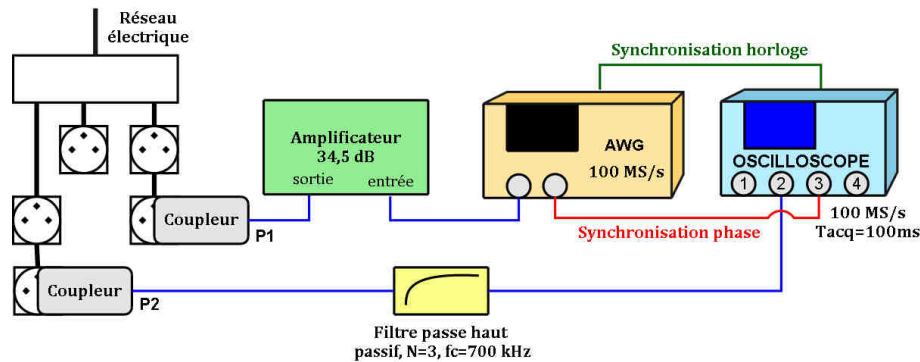 Réseau
électrique
Synchronisation horloge
Amplificateur
34,5 dB
sortie entrée
AWG
100 MS/s
OSCILLOSCOPE
1 2 3 4
Coupleur
P1
Synchronisation phase
100 MS/s
Tacq=100ms
Coupleur
P2
Filtre passe haut
passif, N=3, fc=700 kHz